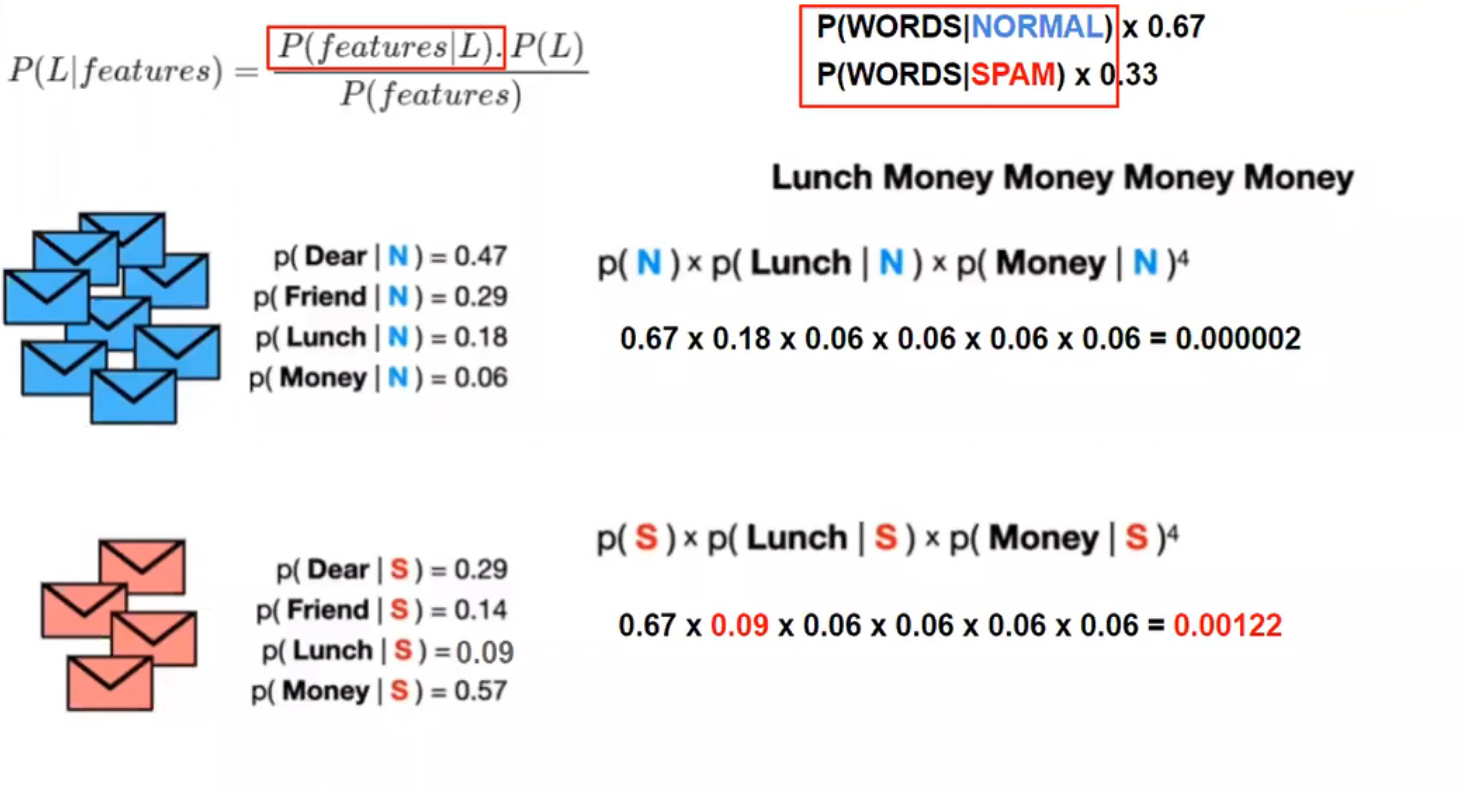 P(L|features) = P(features|L).P(L) / P(features)
P(WORDS|NORMAL) x 0.67
P(WORDS|SPAM) x 0.33
Lunch Money Money Money Money
p( Dear | N ) = 0.47
p( Friend | N ) = 0.29
p( Lunch | N ) = 0.18
p( Money | N ) = 0.06
p( N ) × p( Lunch | N ) × p( Money | N )⁴
0.67 x 0.18 x 0.06 x 0.06 x 0.06 x 0.06 = 0.000002
p( Dear | S ) = 0.29
p( Friend | S ) = 0.14
p( Lunch | S ) = 0.09
p( Money | S ) = 0.57
p( S ) × p( Lunch | S ) × p( Money | S )⁴
0.67 x 0.09 x 0.06 x 0.06 x 0.06 x 0.06 = 0.00122